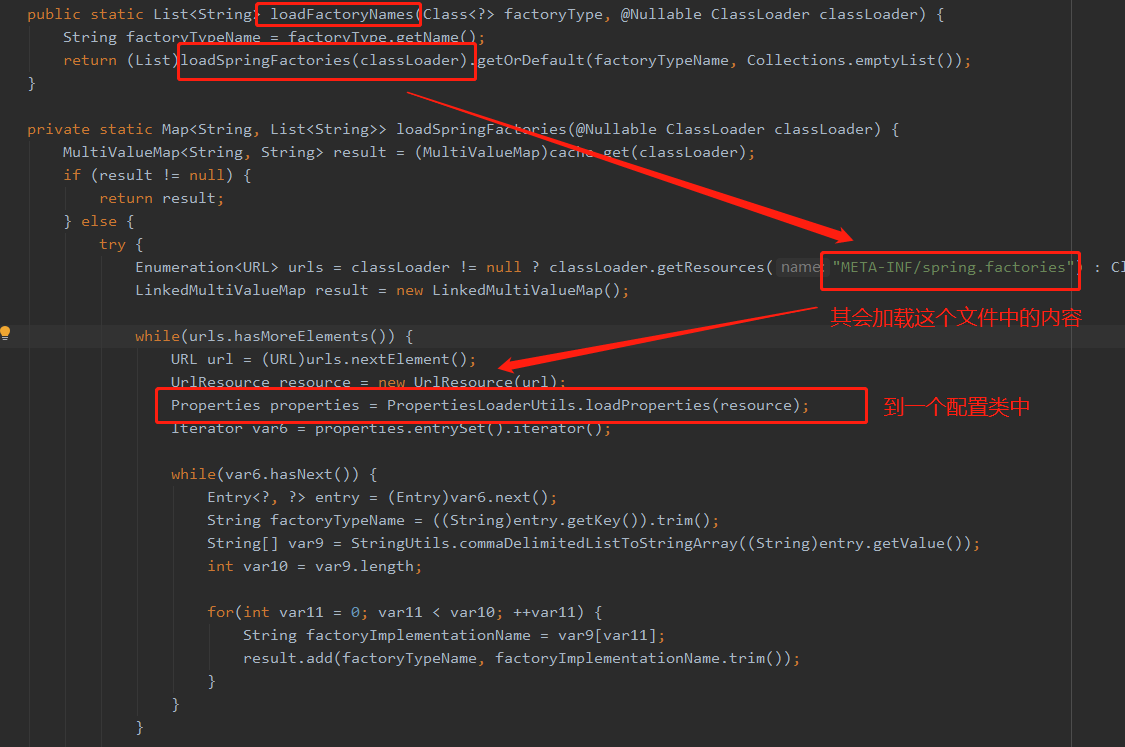 public static List<String> loadFactoryNames(Class<?> factoryType, @Nullable ClassLoader classLoader) {
String factoryTypeName = factoryType.getName();
return (List)loadSpringFactories(classLoader).getOrDefault(factoryTypeName, Collections.emptyList());
}
private static Map<String, List<String>> loadSpringFactories(@Nullable ClassLoader classLoader) {
MultiValueMap<String, String> result = (MultiValueMap)cache.get(classLoader);
if (result != null) {
return result;
} else {
try {
Enumeration<URL> urls = classLoader != null ? classLoader.getResources( name: "META-INF/spring.factories") : Cl
LinkedMultiValueMap result = new LinkedMultiValueMap();
其会加载这个文件中的内容
while(urls.hasMoreElements()) {
URL url = (URL)urls.nextElement();
UrlResource resource = new UrlResource(url);
Properties properties = PropertiesLoaderUtils.loadProperties(resource); 到一个配置类中
Iterator var6 = properties.entrySet().iterator();
while(var6.hasNext()) {
Entry<?, ?> entry = (Entry)var6.next();
String factoryTypeName = ((String)entry.getKey()).trim();
String[] var9 = StringUtils.commaDelimitedListToStringArray((String)entry.getValue());
int var10 = var9.length;
for(int var11 = 0; var11 < var10; ++var11) {
String factoryImplementationName = var9[var11];
result.add(factoryTypeName, factoryImplementationName.trim());
}
}
}